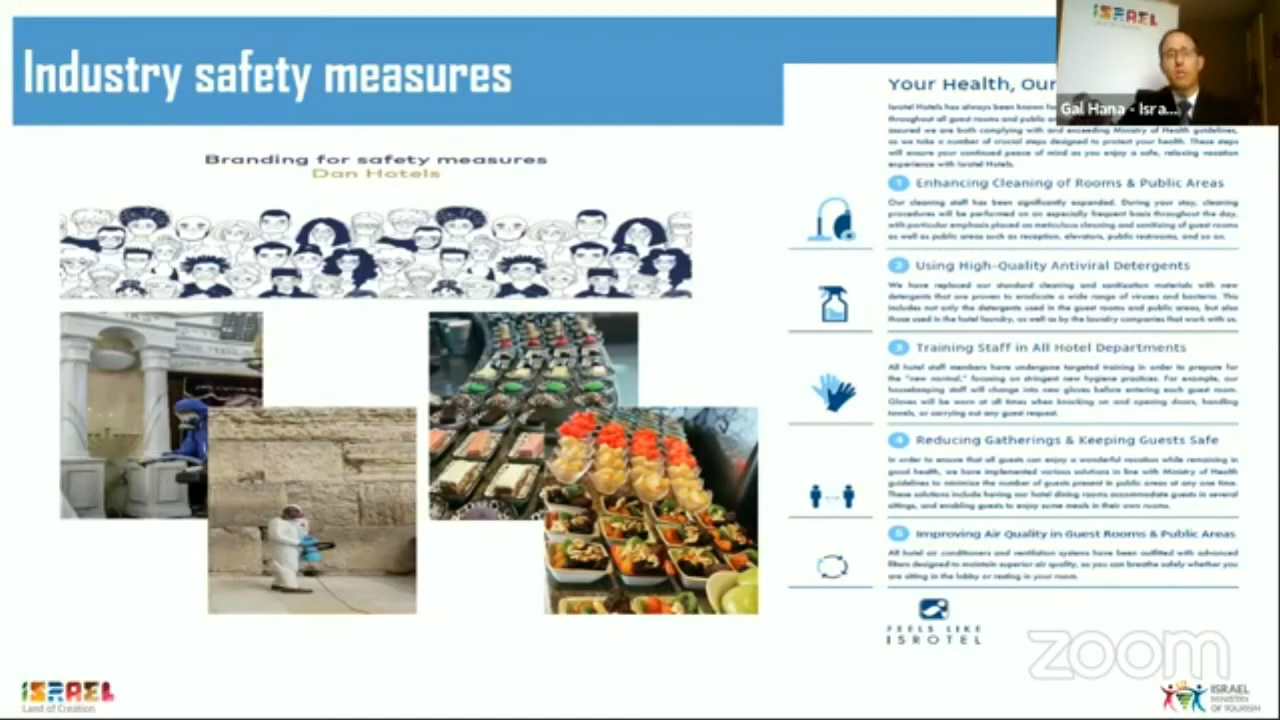 Industry safety measures
ISRAEL
Land of Creation
Gal Hana - Isra...
Branding for safety measures
Dan Hotels
Your Health, Our
Isrotel Hotels has always been known for
throughout all guest rooms and public
assured we are both complying with and exceeding Ministry of Health guidelines,
as we take a number of crucial steps designed to protect your health. These steps
will ensure your continued peace of mind as you enjoy a safe, relaxing vacation
experience with Isrotel Hotels.
1 Enhancing Cleaning of Rooms & Public Areas
Our cleaning staff has been significantly expanded. During your stay, cleaning
procedures will be performed on an especially frequent basis throughout the day,
with particular emphasis placed on meticulous cleaning and sanitizing of guest rooms
as well as public areas such as reception, elevators, public restrooms, and so on.
2 Using High-Quality Antiviral Detergents
We have replaced our standard cleaning and sanitization materials with new
detergents that are proven to eradicate a wide range of viruses and bacteria. This
includes not only the detergents used in the guest rooms and public areas, but also
those used in the hotel laundry, as well as by the laundry companies that work with us.
3 Training Staff in All Hotel Departments
All hotel staff members have undergone targeted training in order to prepare for
the "new normal," focusing on stringent new hygiene practices. For example, our
housekeeping staff will change into new gloves before entering each guest room.
Gloves will be worn at all times when knocking on and opening doors, handling
towels, or carrying out any guest request.
4 Reducing Gatherings & Keeping Guests Safe
In order to ensure that all guests can enjoy a wonderful vacation while remaining in
good health, we have implemented various solutions in line with Ministry of Health
guidelines to minimize the number of guests present in public areas at any one time.
These solutions include having our hotel dining rooms accommodate guests in several
sittings, and enabling guests to enjoy some meals in their own rooms.
5 Improving Air Quality in Guest Rooms & Public Areas
All hotel air conditioners and ventilation systems have been outfitted with advanced
filters designed to maintain superior air quality, so you can breathe safely whether you
are sitting in the lobby or resting in your room.
FEELS LIKE
ISROTEL
zoom
ISRAEL
Land of Creation
ISRAEL
MINISTRY
OF TOURISM